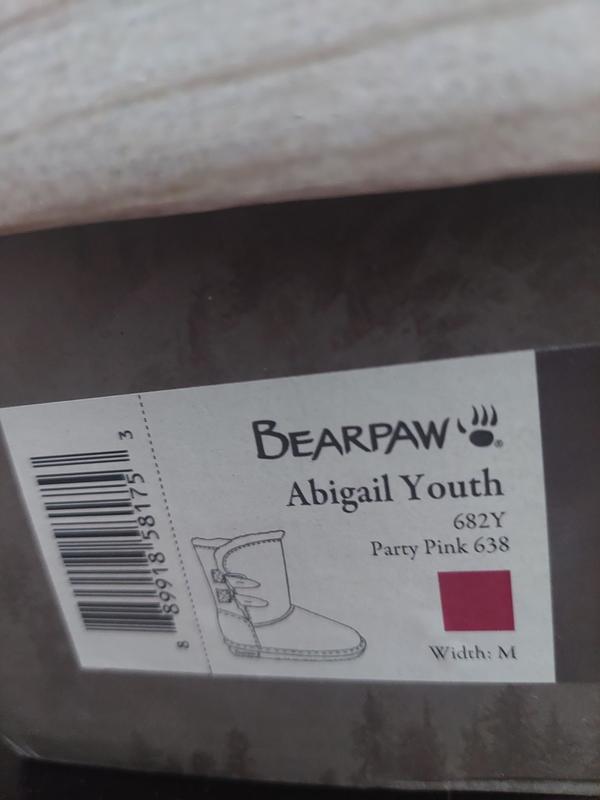 BEARPAW
Abigail Youth
682Y
Party Pink 638
Width: M
8 89918 58175 3